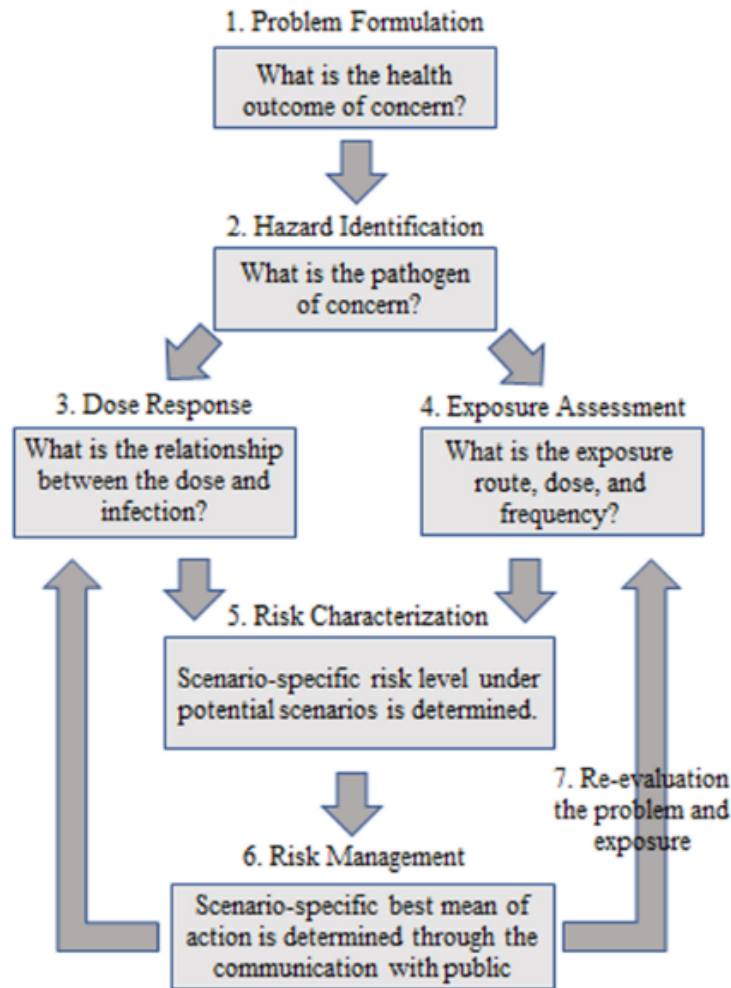 1. Problem Formulation
What is the health
outcome of concern?
2. Hazard Identification
What is the pathogen
of concern?
3. Dose Response
What is the relationship
between the dose and
infection?
4. Exposure Assessment
What is the exposure
route, dose, and
frequency?
5. Risk Characterization
Scenario-specific risk level under
potential scenarios is determined.
7. Re-evaluation
the problem and
exposure
6. Risk Management
Scenario-specific best mean of
action is determined through the
communication with public